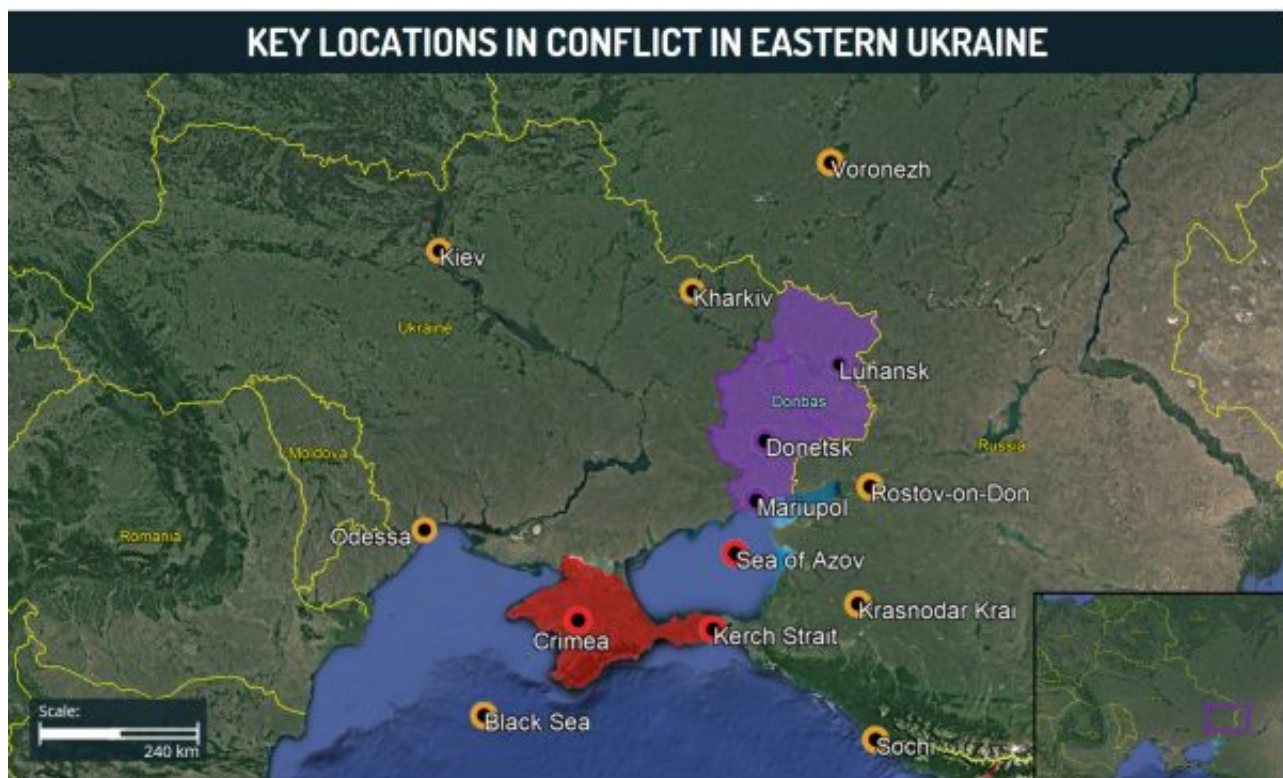 KEY LOCATIONS IN CONFLICT IN EASTERN UKRAINE
Voronezh
Kiev
Kharkiv
Ukraine
Luhansk
Donbas
Donetsk
Russia
Moldova
Rostov-on-Don
Mariupol
Odessa
Romania
Sea of Azov
Krasnodar Krai
Crimea
Kerch Strait
Black Sea
Scale:
240 km
Sochi